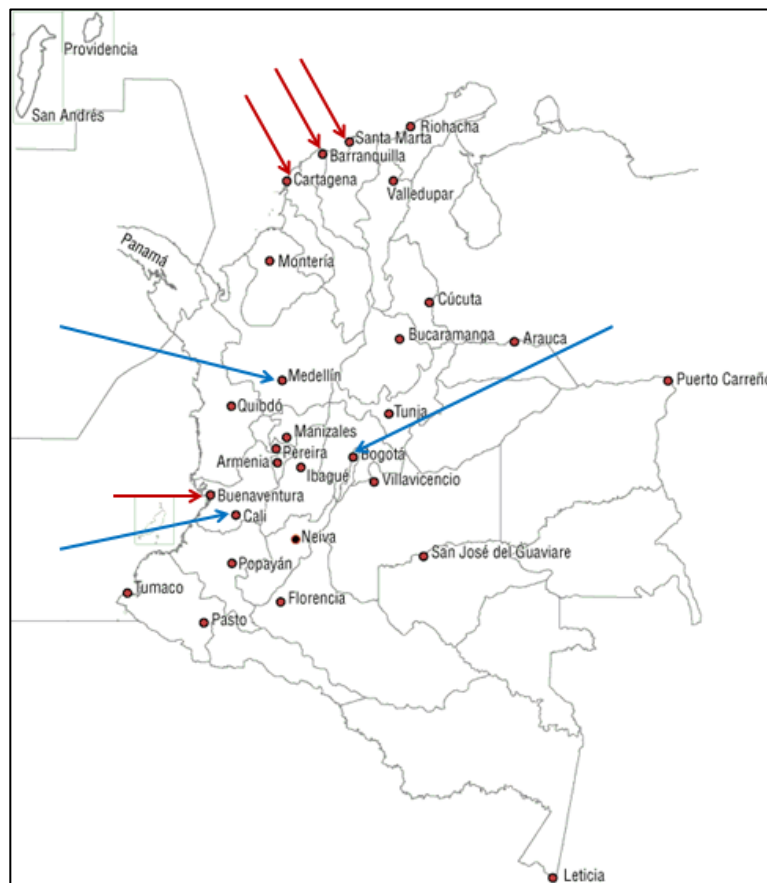 Providencia
San Andrés
Riohacha
Santa Marta
Barranquilla
Cartagena
Valledupar
Panamá
Montería
Cúcuta
Bucaramanga
Arauca
Medellín
Puerto Carreño
Quibdó
Tunja
Manizales
Pereira
Bogotá
Armenia
Ibagué
Villavicencio
Buenaventura
Cali
Neiva
San José del Guaviare
Popayán
Tumaco
Florencia
Pasto
Leticia